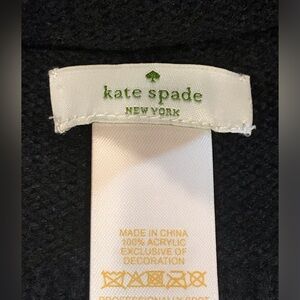 kate spade
NEW YORK
MADE IN CHINA
100% ACRYLIC
EXCLUSIVE OF
DECORATION